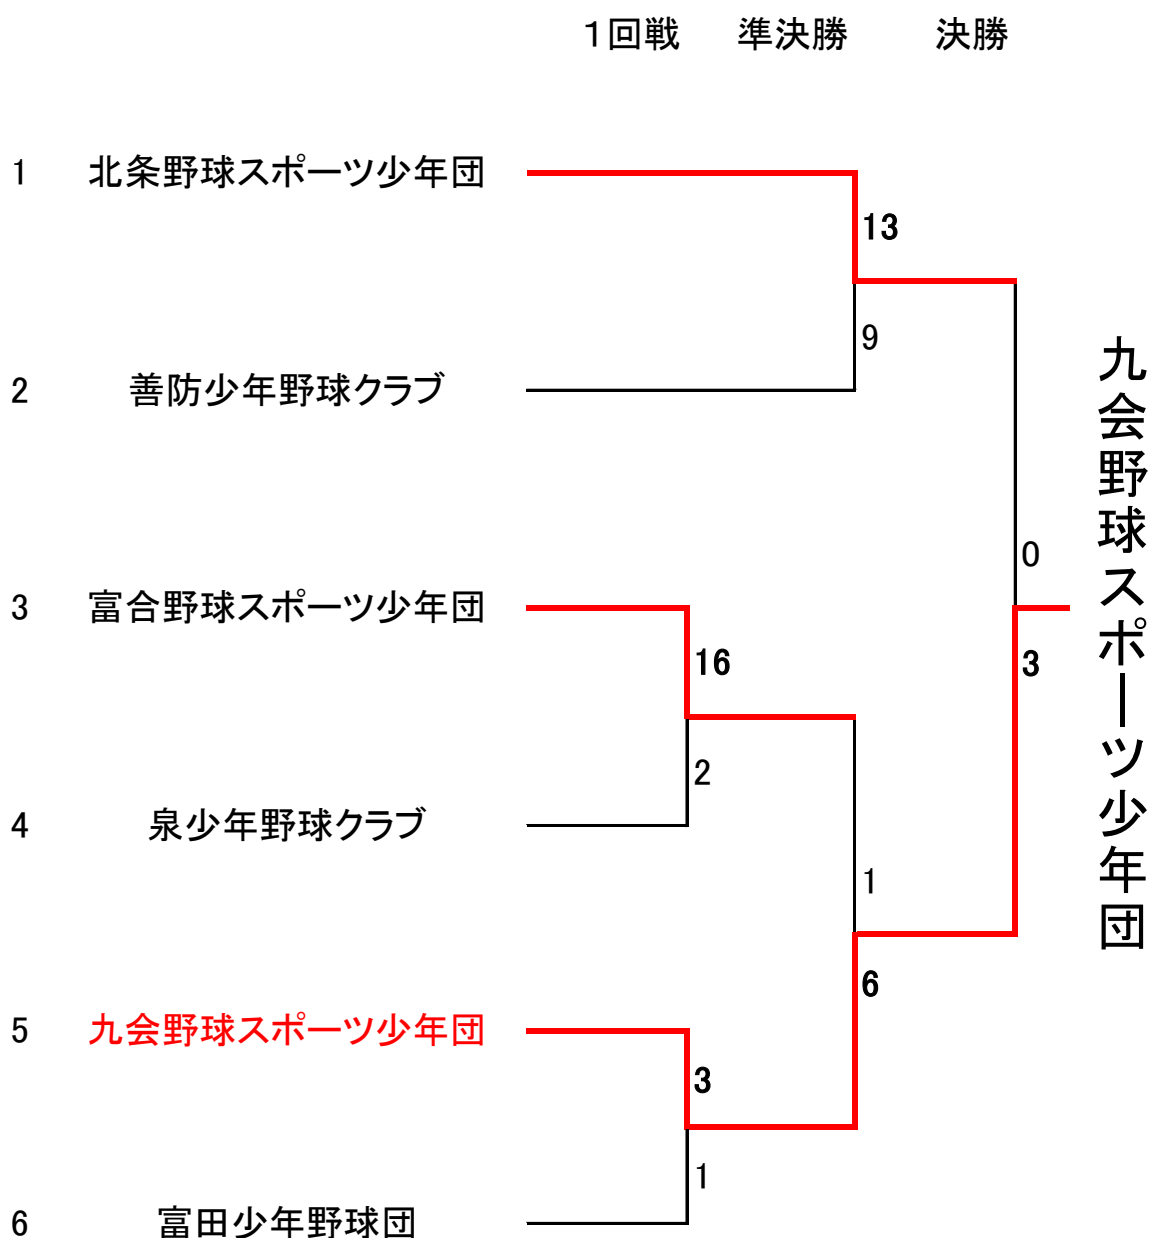 １回戦 準決勝 決勝
1 北条野球スポーツ少年団
13
9
2 善防少年野球クラブ
0
3 富合野球スポーツ少年団
3
16
2
4 泉少年野球クラブ
1
6
5 九会野球スポーツ少年団
3
1
6 富田少年野球団
九会野球スポーツ少年団